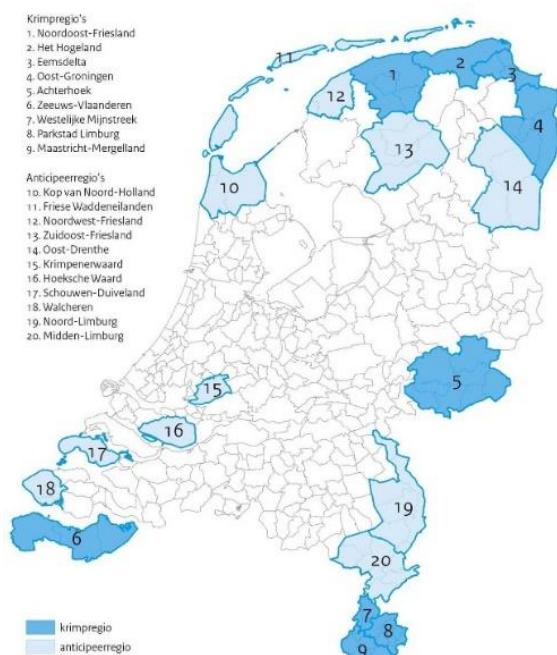 Krimpregio's
1. Noordoost-Friesland
2. Het Hogeland
3. Eemsdelta
4. Oost-Groningen
5. Achterhoek
6. Zeeuws-Vlaanderen
7. Westelijke Mijnstreek
8. Parkstad Limburg
9. Maastricht-Mergelland
Anticipeerregio's
10. Kop van Noord-Holland
11. Friese Waddeneilanden
12. Noordwest-Friesland
13. Zuidoost-Friesland
14. Oost-Drenthe
15. Krimpenerwaard
16. Hoeksche Waard
17. Schouwen-Duiveland
18. Walcheren
19. Noord-Limburg
20. Midden-Limburg
11
1
2
3
12
4
13
10
14
5
15
16
17
18
19
6
20
7
8
9
krimpregio
anticipeerregio